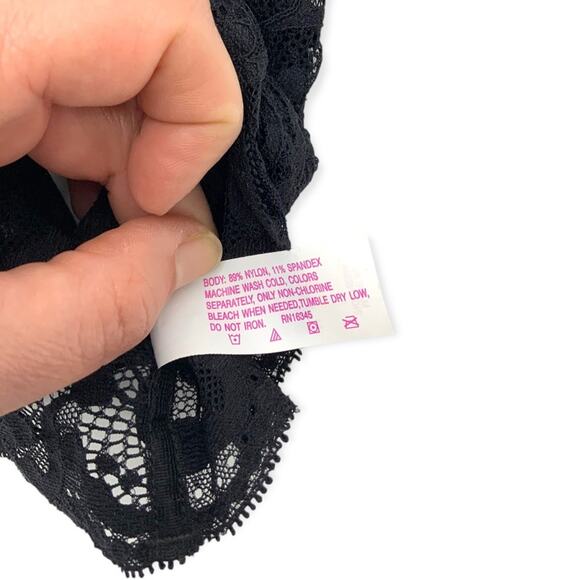 BODY: 89% NYLON, 11% SPANDEX
MACHINE WASH COLD, COLORS
SEPARATELY, ONLY NON-CHLORINE
BLEACH WHEN NEEDED,TUMBLE DRY LOW,
DO NOT IRON. RN16345